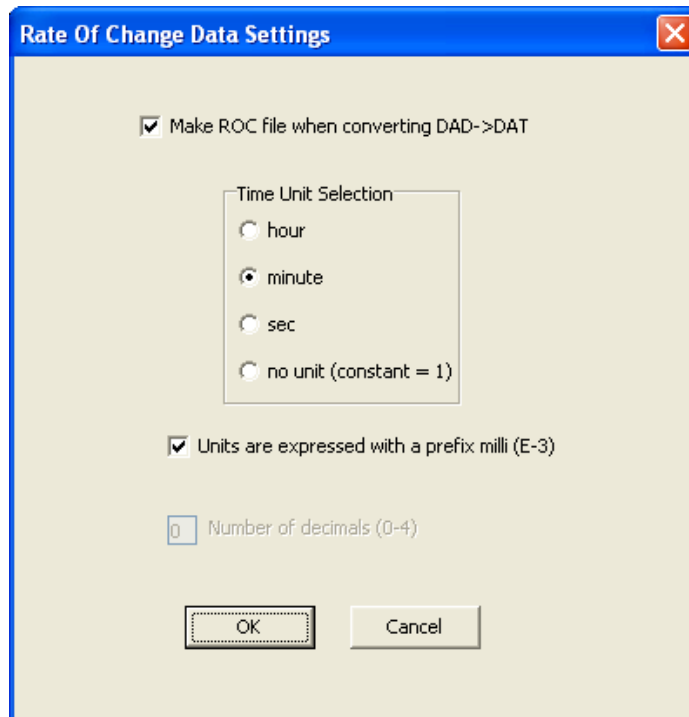 Rate Of Change Data Settings
Make ROC file when converting DAD->DAT
Time Unit Selection
hour
minute
sec
no unit (constant = 1)
Units are expressed with a prefix milli (E-3)
0 Number of decimals (0-4)
OK Cancel